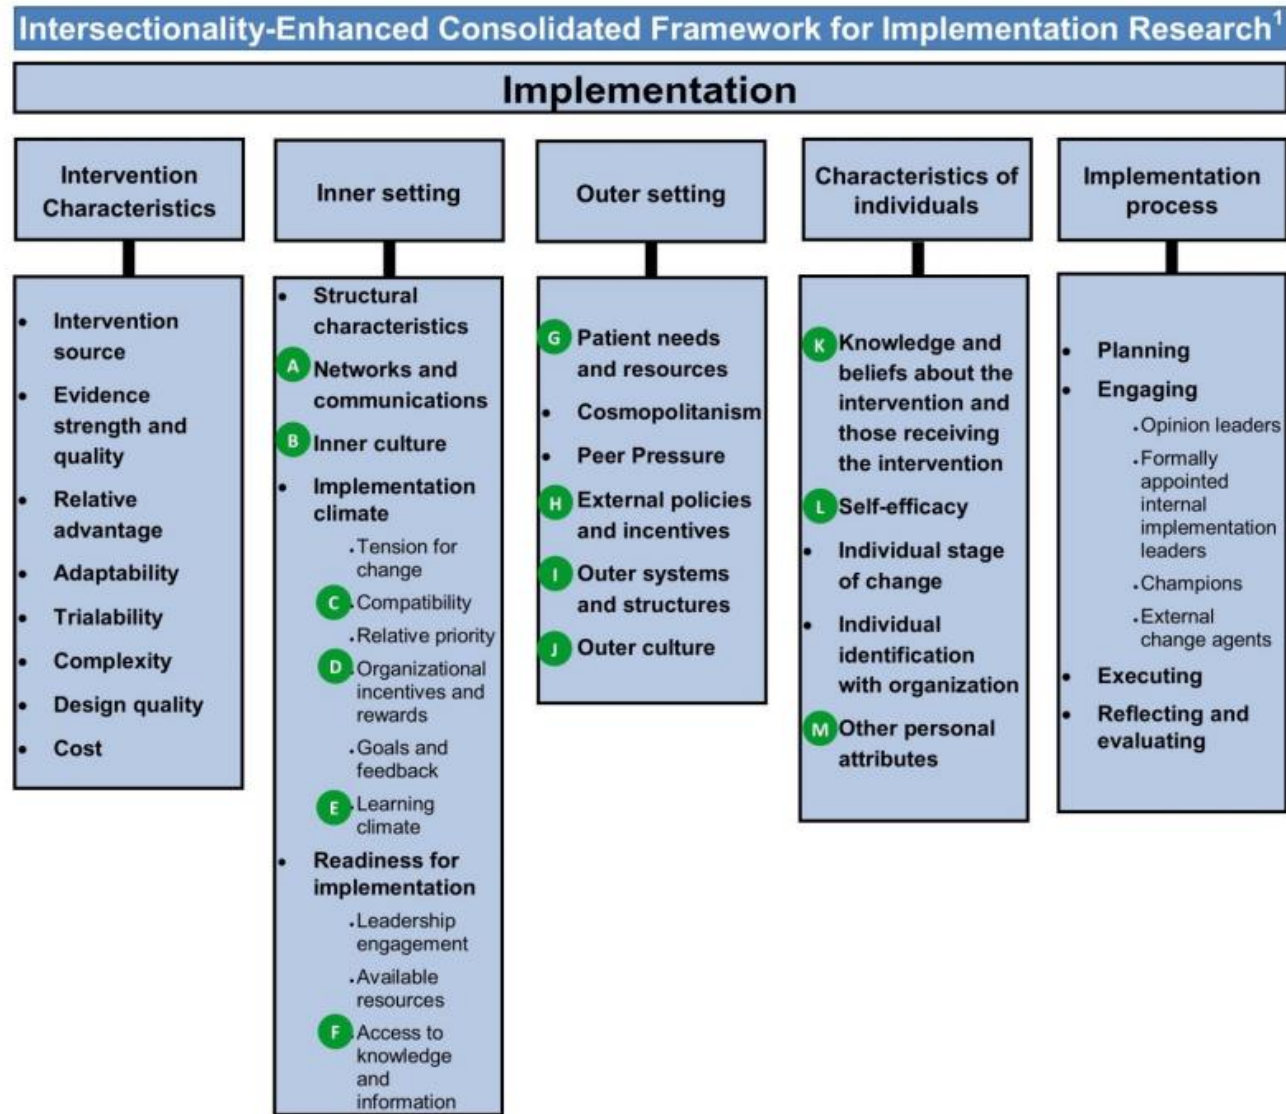 Intersectionality-Enhanced Consolidated Framework for Implementation Research¹
Implementation
Intervention
Characteristics
• Intervention
source
• Evidence
strength and
quality
• Relative
advantage
• Adaptability
• Trialability
• Complexity
• Design quality
• Cost
Inner setting
• Structural
characteristics
A Networks and
communications
B Inner culture
• Implementation
climate
• Tension for
change
C Compatibility
• Relative priority
D Organizational
incentives and
rewards
• Goals and
feedback
E Learning
climate
• Readiness for
implementation
• Leadership
engagement
• Available
resources
F Access to
knowledge
and
information
Outer setting
G Patient needs
and resources
• Cosmopolitanism
• Peer Pressure
H External policies
and incentives
I Outer systems
and structures
J Outer culture
Characteristics of
individuals
K Knowledge and
beliefs about the
intervention and
those receiving
the intervention
L Self-efficacy
• Individual stage
of change
• Individual
identification
with organization
M Other personal
attributes
Implementation
process
• Planning
• Engaging
• Opinion leaders
• Formally
appointed
internal
implementation
leaders
• Champions
• External
change agents
• Executing
• Reflecting and
evaluating